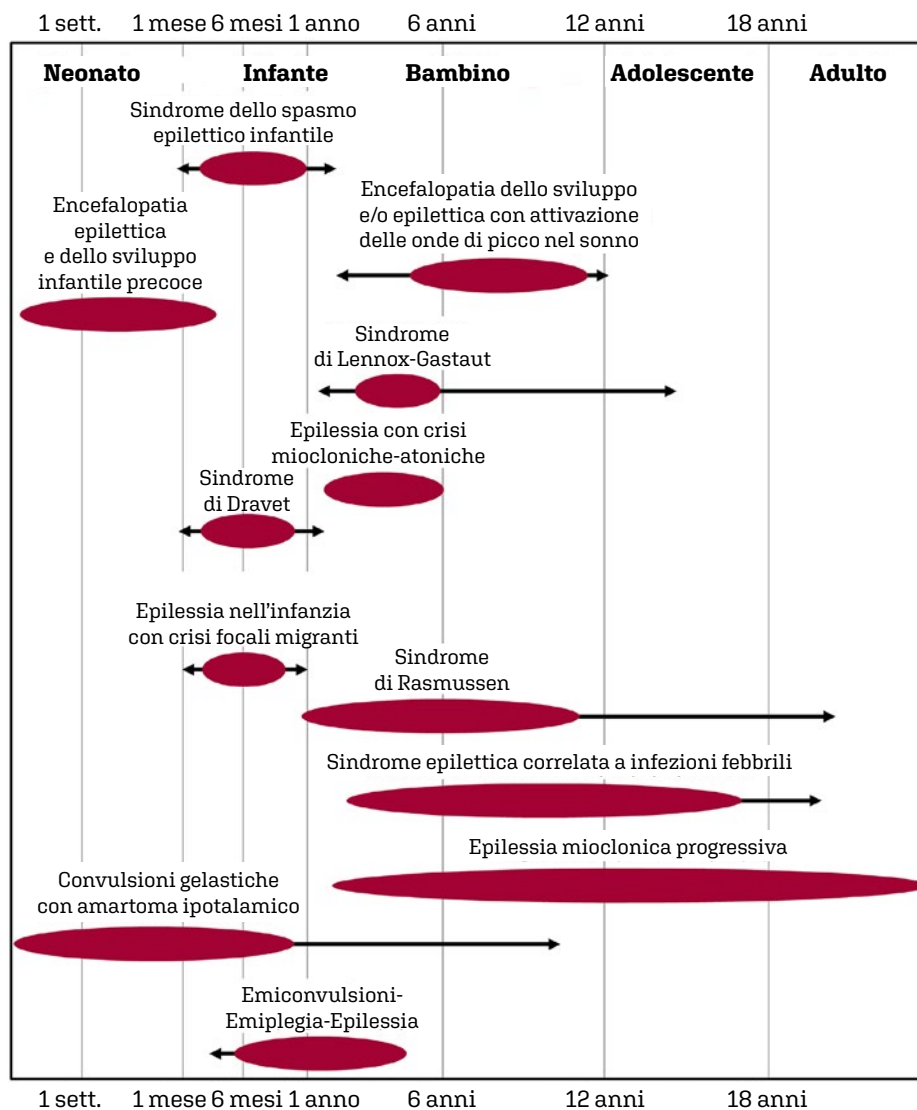 1 sett. 1 mese 6 mesi 1 anno 6 anni 12 anni 18 anni
Neonato Infante Bambino Adolescente Adulto
Sindrome dello spasmo
epilettico infantile
Encefalopatia dello sviluppo
e/o epilettica con attivazione
delle onde di picco nel sonno
Encefalopatia
epilettica
e dello sviluppo
infantile precoce
Sindrome
di Lennox-Gastaut
Epilessia con crisi
miocloniche-atoniche
Sindrome
di Dravet
Epilessia nell'infanzia
con crisi focali migranti
Sindrome
di Rasmussen
Sindrome epilettica correlata a infezioni febbrili
Epilessia mioclonica progressiva
Convulsioni gelastiche
con amartoma ipotalamico
Emiconvulsioni-
Emiplegia-Epilessia
1 sett. 1 mese 6 mesi 1 anno 6 anni 12 anni 18 anni